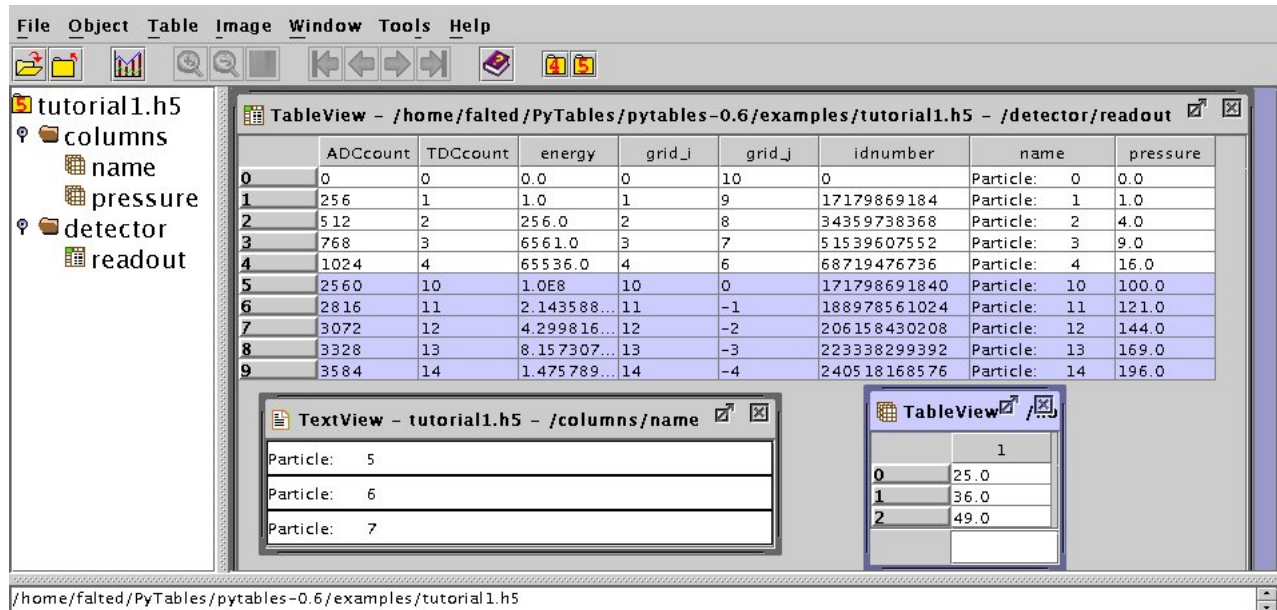 File Object Table Image Window Tools Help
4 5
5 tutorial1.h5
columns
name
pressure
detector
readout
TableView - /home/falted/PyTables/pytables-0.6/examples/tutorial1.h5 - /detector/readout
ADCcount TDCcount energy grid_i grid_j idnumber name pressure
0 0 0 0.0 0 10 0 Particle: 0 0.0
1 256 1 1.0 1 9 17179869184 Particle: 1 1.0
2 512 2 256.0 2 8 34359738368 Particle: 2 4.0
3 768 3 6561.0 3 7 51539607552 Particle: 3 9.0
4 1024 4 65536.0 4 6 68719476736 Particle: 4 16.0
5 2560 10 1.0E8 10 0 171798691840 Particle: 10 100.0
6 2816 11 2.143588... 11 -1 188978561024 Particle: 11 121.0
7 3072 12 4.299816... 12 -2 206158430208 Particle: 12 144.0
8 3328 13 8.157307... 13 -3 223338299392 Particle: 13 169.0
9 3584 14 1.475789... 14 -4 240518168576 Particle: 14 196.0
TextView - tutorial1.h5 - /columns/name
Particle: 5
Particle: 6
Particle: 7
TableView
1
0 25.0
1 36.0
2 49.0
/home/falted/PyTables/pytables-0.6/examples/tutorial1.h5